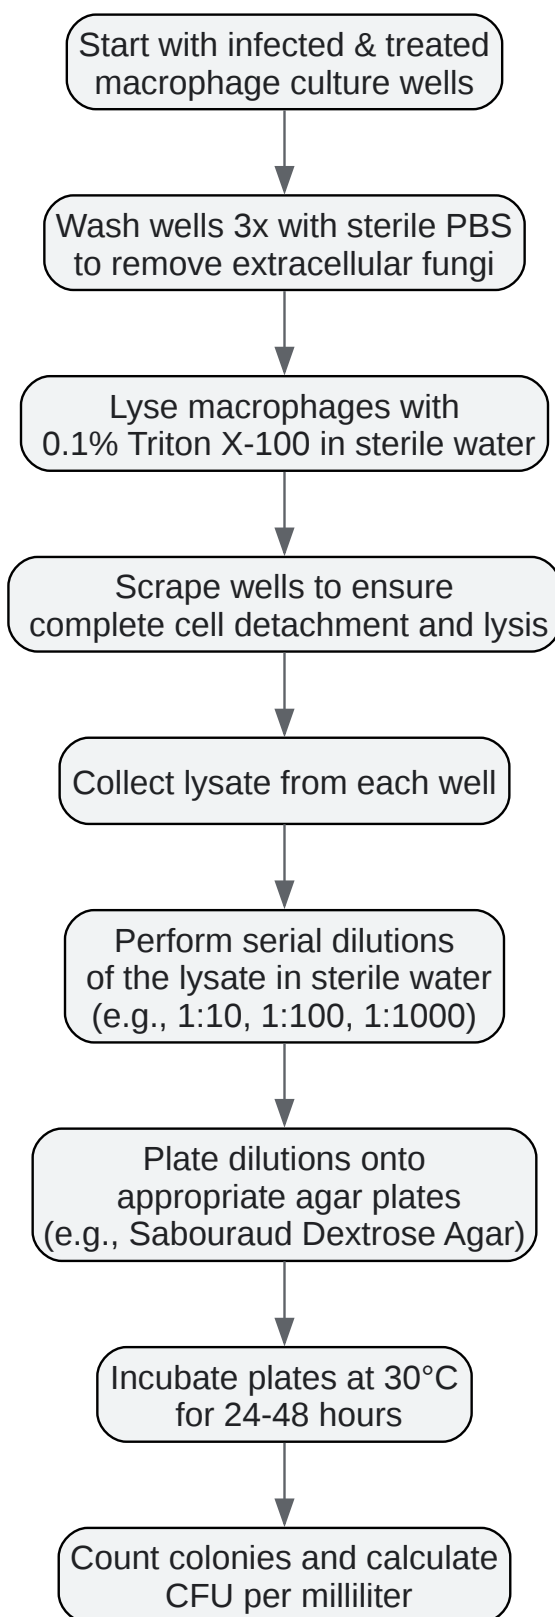 Start with infected & treated
macrophage culture wells
Wash wells 3x with sterile PBS
to remove extracellular fungi
Lyse macrophages with
0.1% Triton X-100 in sterile water
Scrape wells to ensure
complete cell detachment and lysis
Collect lysate from each well
Perform serial dilutions
of the lysate in sterile water
(e.g., 1:10, 1:100, 1:1000)
Plate dilutions onto
appropriate agar plates
(e.g., Sabouraud Dextrose Agar)
Incubate plates at 30°C
for 24-48 hours
Count colonies and calculate
CFU per milliliter